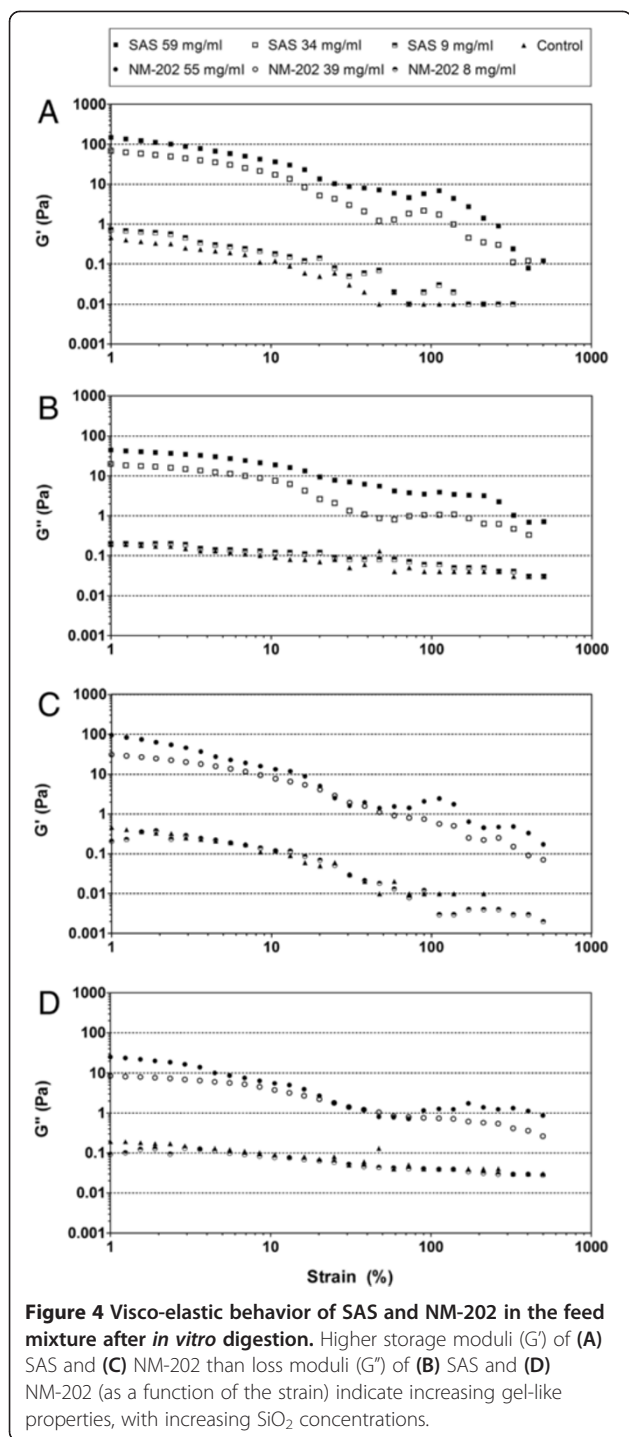 SAS 59 mg/ml SAS 34 mg/ml SAS 9 mg/ml Control
NM-202 55 mg/ml NM-202 39 mg/ml NM-202 8 mg/ml
A
G' (Pa)
1000
100
10
1
0.1
0.01
0.001
1 10 100 1000
B
G'' (Pa)
1000
100
10
1
0.1
0.01
0.001
1 10 100 1000
C
G' (Pa)
1000
100
10
1
0.1
0.01
0.001
1 10 100 1000
D
G'' (Pa)
1000
100
10
1
0.1
0.01
0.001
1 10 100 1000
Strain (%)
Figure 4 Visco-elastic behavior of SAS and NM-202 in the feed
mixture after in vitro digestion. Higher storage moduli (G') of (A)
SAS and (C) NM-202 than loss moduli (G") of (B) SAS and (D)
NM-202 (as a function of the strain) indicate increasing gel-like
properties, with increasing SiO₂ concentrations.